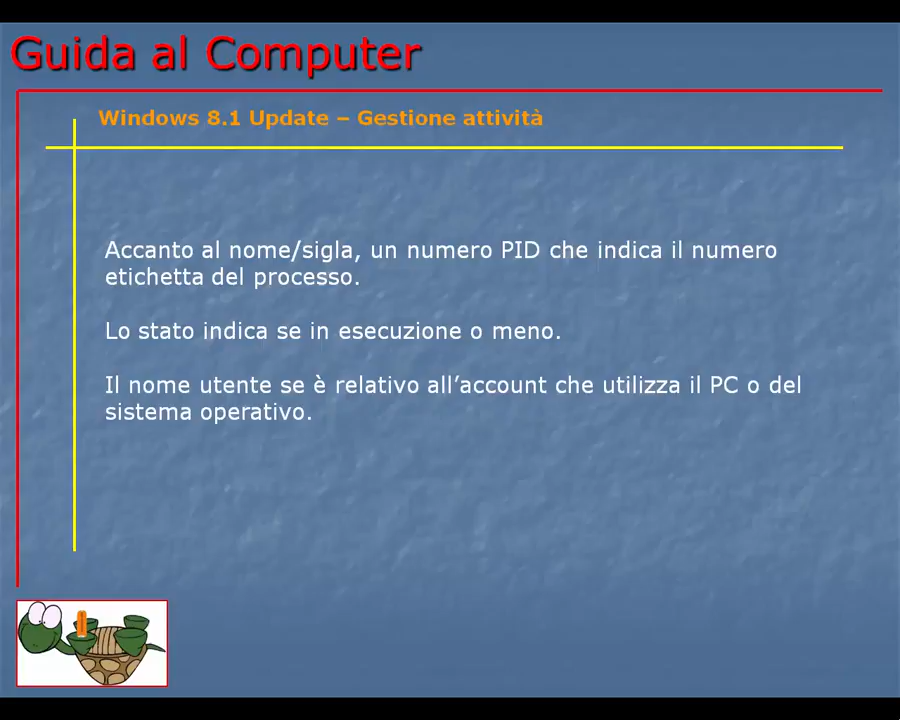 Guida al Computer
Windows 8.1 Update – Gestione attività
Accanto al nome/sigla, un numero PID che indica il numero
etichetta del processo.
Lo stato indica se in esecuzione o meno.
Il nome utente se è relativo all’account che utilizza il PC o del
sistema operativo.